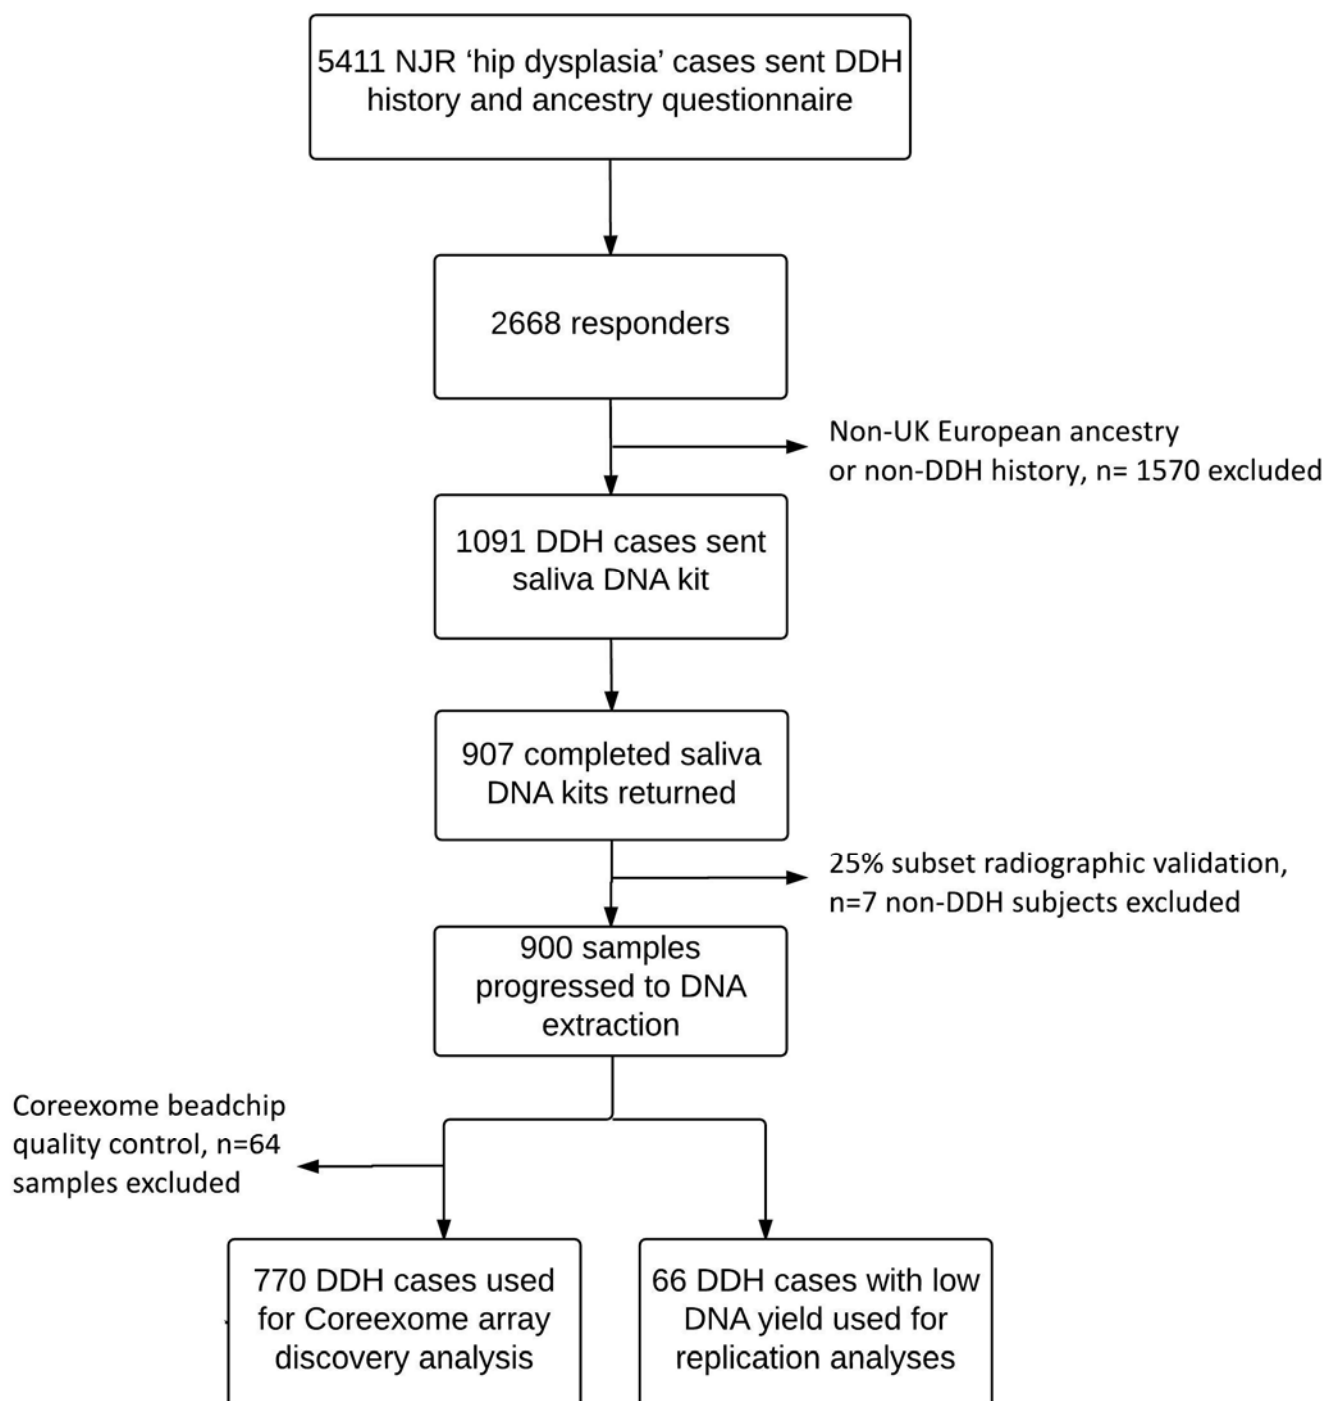 5411 NJR ‘hip dysplasia’ cases sent DDH
history and ancestry questionnaire
2668 responders
Non-UK European ancestry
or non-DDH history, n= 1570 excluded
1091 DDH cases sent
saliva DNA kit
907 completed saliva
DNA kits returned
25% subset radiographic validation,
n=7 non-DDH subjects excluded
900 samples
progressed to DNA
extraction
Coreexome beadchip
quality control, n=64
samples excluded
770 DDH cases used
for Coreexome array
discovery analysis
66 DDH cases with low
DNA yield used for
replication analyses